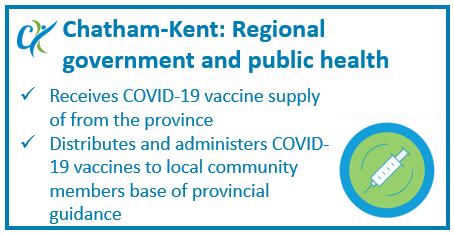 Chatham-Kent: Regional
government and public health
✓ Receives COVID-19 vaccine supply
of from the province
✓ Distributes and administers COVID-
19 vaccines to local community
members base of provincial
guidance